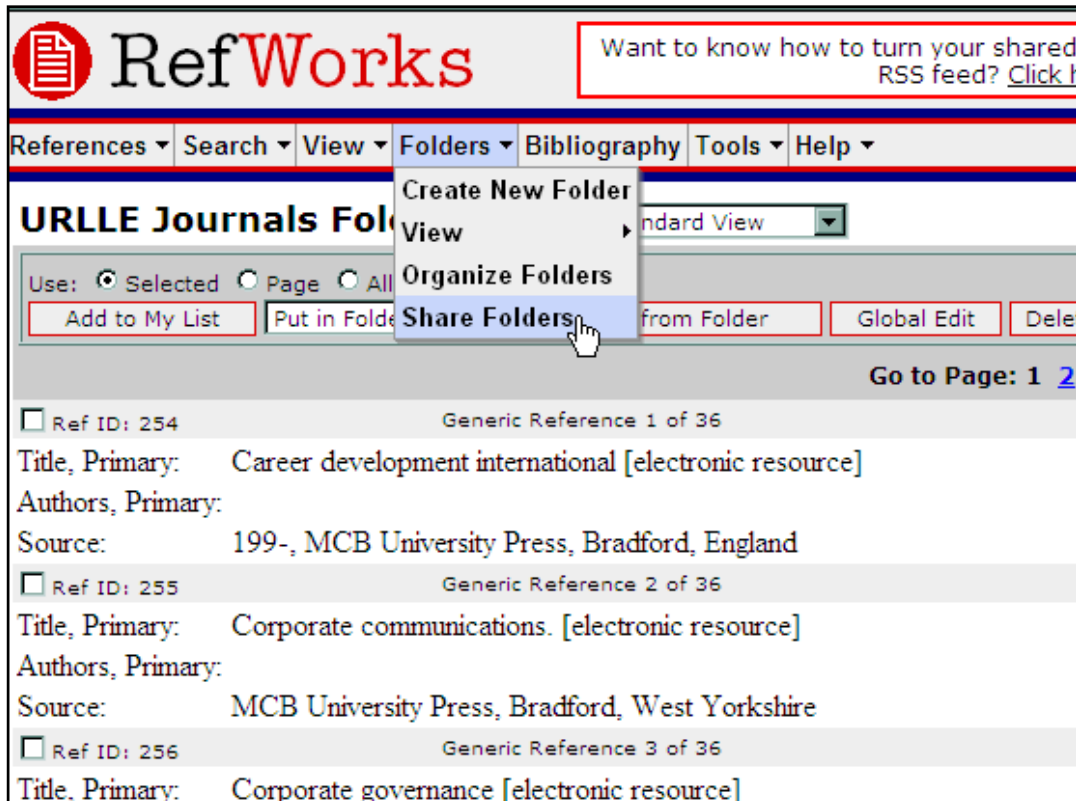 RefWorks
Want to know how to turn your shared
RSS feed? Click
References Search View Folders Bibliography Tools Help
Create New Folder
URLLE Journals
View
Standard View
Organize Folders
Use: Selected Page All
Share Folders
Add to My List Put in from Folder Global Edit
Go to Page: 1 2
Ref ID: 254 Generic Reference 1 of 36
Title, Primary: Career development international [electronic resource]
Authors, Primary:
Source: 199-, MCB University Press, Bradford, England
Ref ID: 255 Generic Reference 2 of 36
Title, Primary: Corporate communications. [electronic resource]
Authors, Primary:
Source: MCB University Press, Bradford, West Yorkshire
Ref ID: 256 Generic Reference 3 of 36
Title, Primary: Corporate governance [electronic resource]